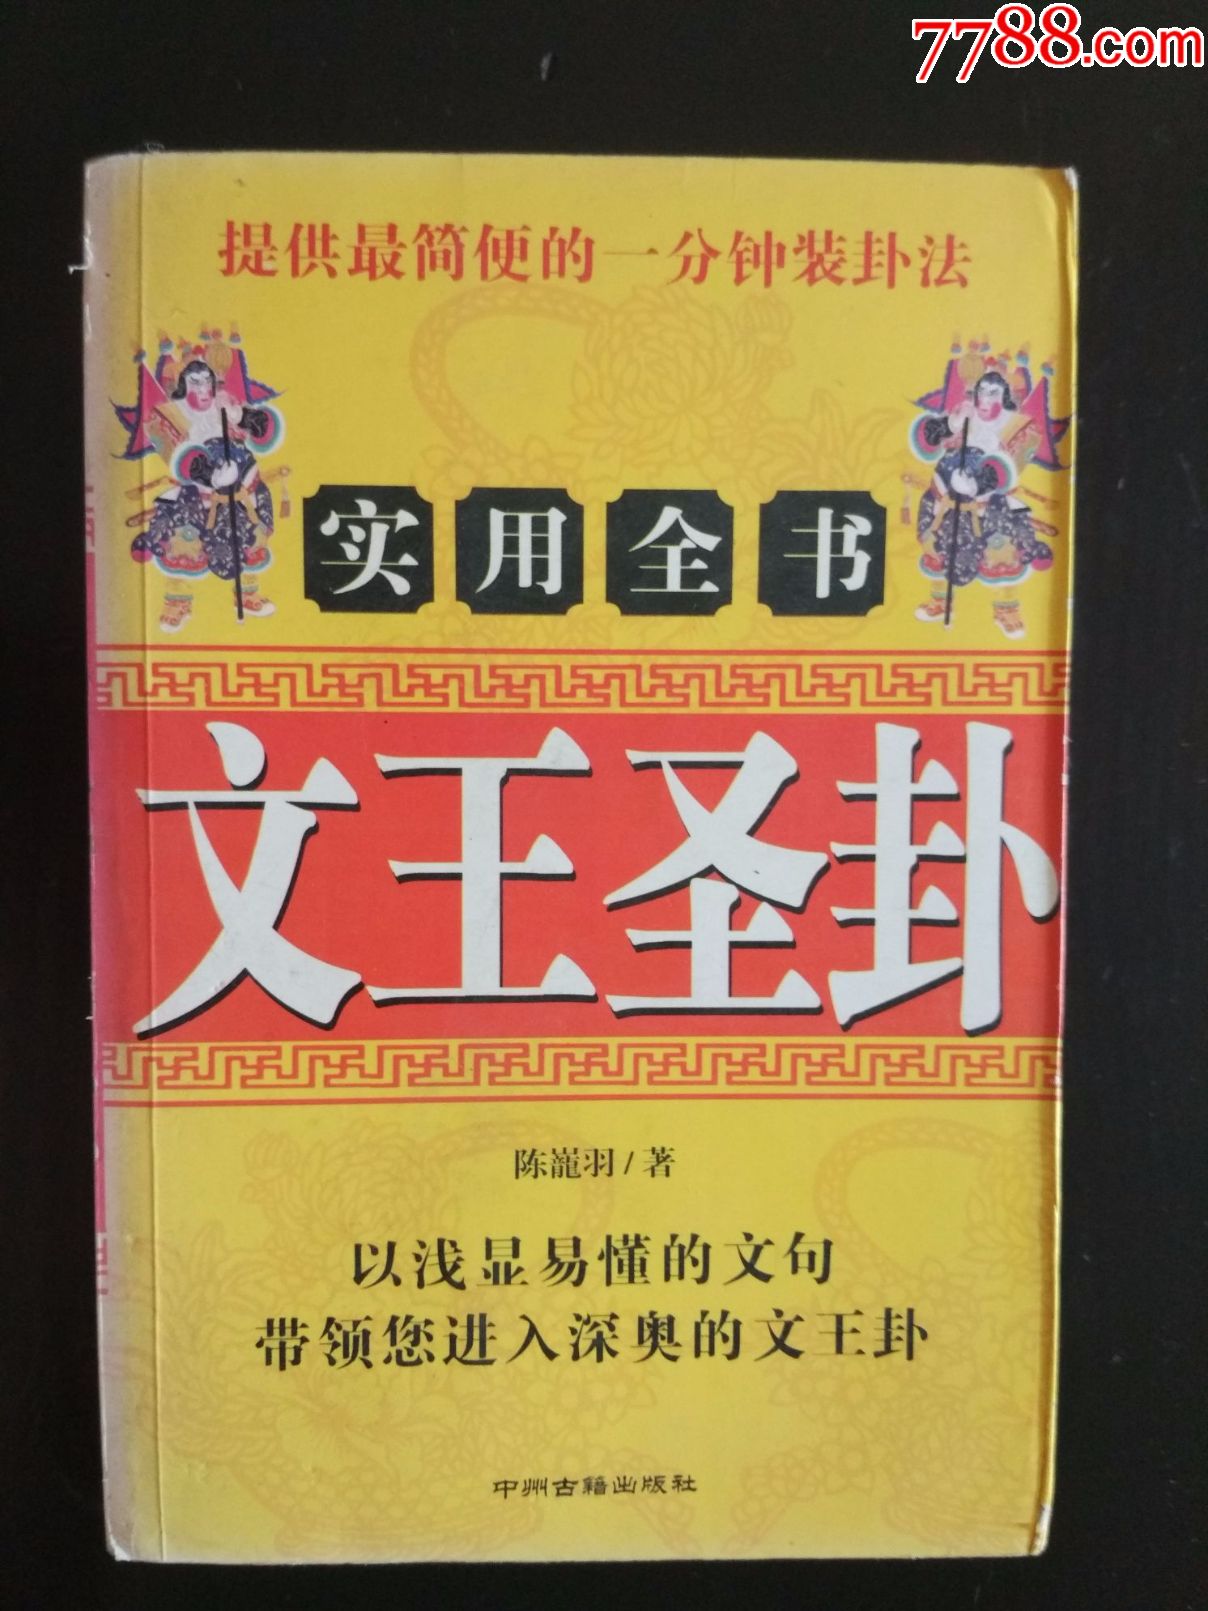 7788.com
提供最简便的一分钟装卦法
实用全书
文王圣卦
陈巃羽/著
以浅显易懂的文句
带领您进入深奥的文王卦
中州古籍出版社